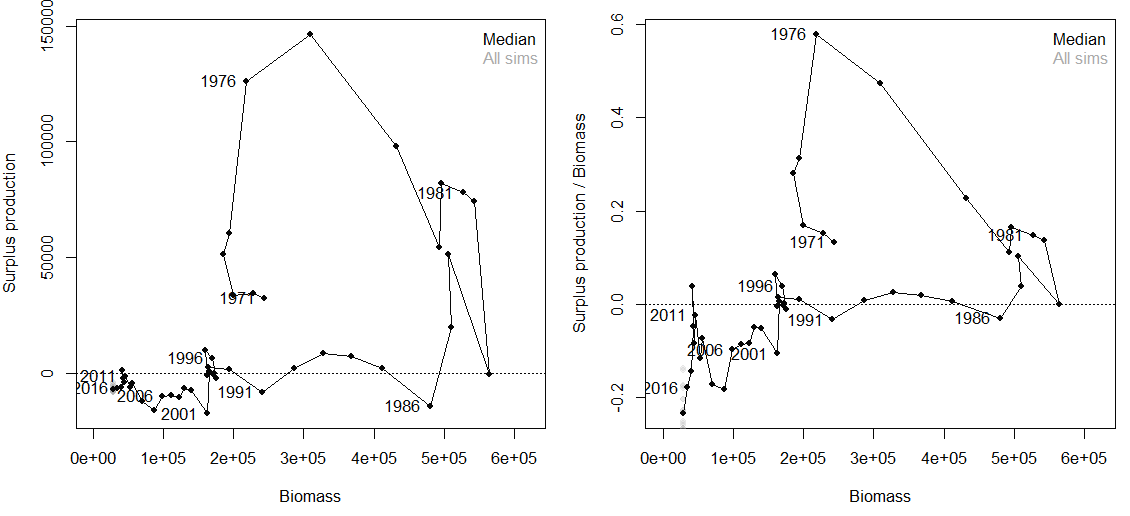 Median
All sims
Surplus production
0
50000
100000
150000
1976
1981
1971
1996
1991
1986
2011
2016
2006
2001
0e+00 1e+05 2e+05 3e+05 4e+05 5e+05 6e+05
Biomass
Median
All sims
Surplus production / Biomass
-0.2
0.0
0.2
0.4
0.6
1976
1981
1971
1996
1991
1986
2011
2006
2001
2016
0e+00 1e+05 2e+05 3e+05 4e+05 5e+05 6e+05
Biomass